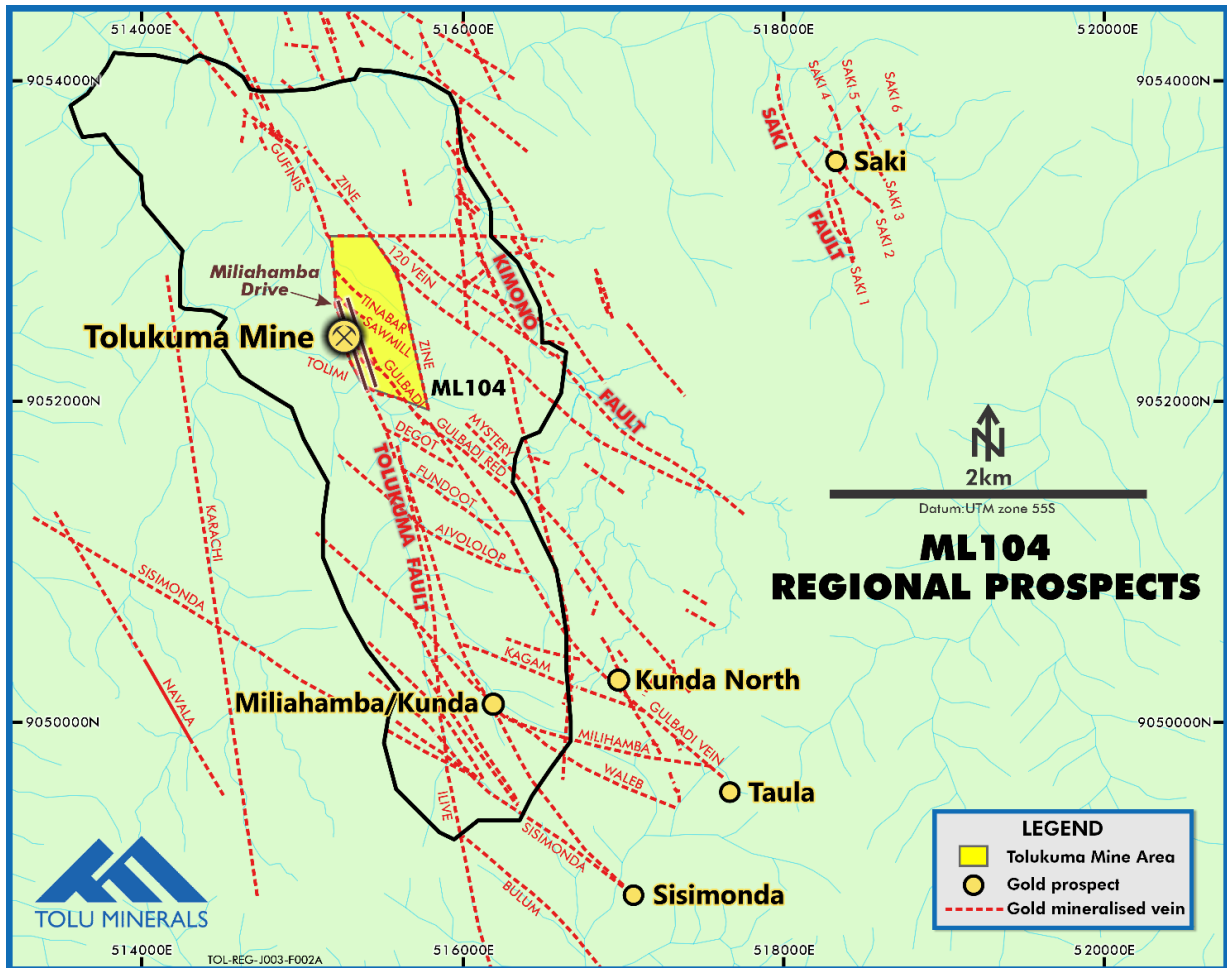 514000E
516000E
518000E
520000E
9054000N
9054000N
SAKI 4
SAKI 5
SAKI 6
SAKI
Saki
GUFINIS
ZINE
SAKI 3
SAKI 2
FAULT
SAKI 1
120 VEIN
KIMONO
Miliahamba
Drive
TINABAR
SAWMILL
Tolukuma Mine
ZINE
TOLIMI
GULBADI
ML104
9052000N
FAULT
9052000N
MYSTERY
GULBADI RED
DEGOT
N
2km
Datum:UTM zone 55S
TOLUKUMA FAULT
FUNDOOT
AIVOLOLOP
KARACHI
ML104
REGIONAL PROSPECTS
SISIMONDA
KAGAM
Kunda North
NAVALA
Miliahamba/Kunda
GULBADI VEIN
9050000N
MILIHAMBA
9050000N
WALEB
Taula
ILIVE
SISIMONDA
BULUM
Sisimonda
LEGEND
Tolukuma Mine Area
Gold prospect
Gold mineralised vein
TOLU MINERALS
514000E
516000E
518000E
520000E
TOL-REG-J003-F002A